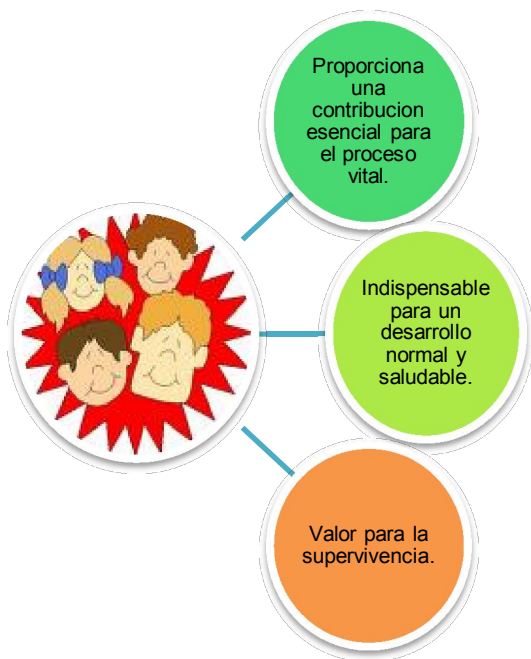 Proporciona
una
contribucion
esencial para
el proceso
vital.
Indispensable
para un
desarrollo
normal y
saludable.
Valor para la
supervivencia.